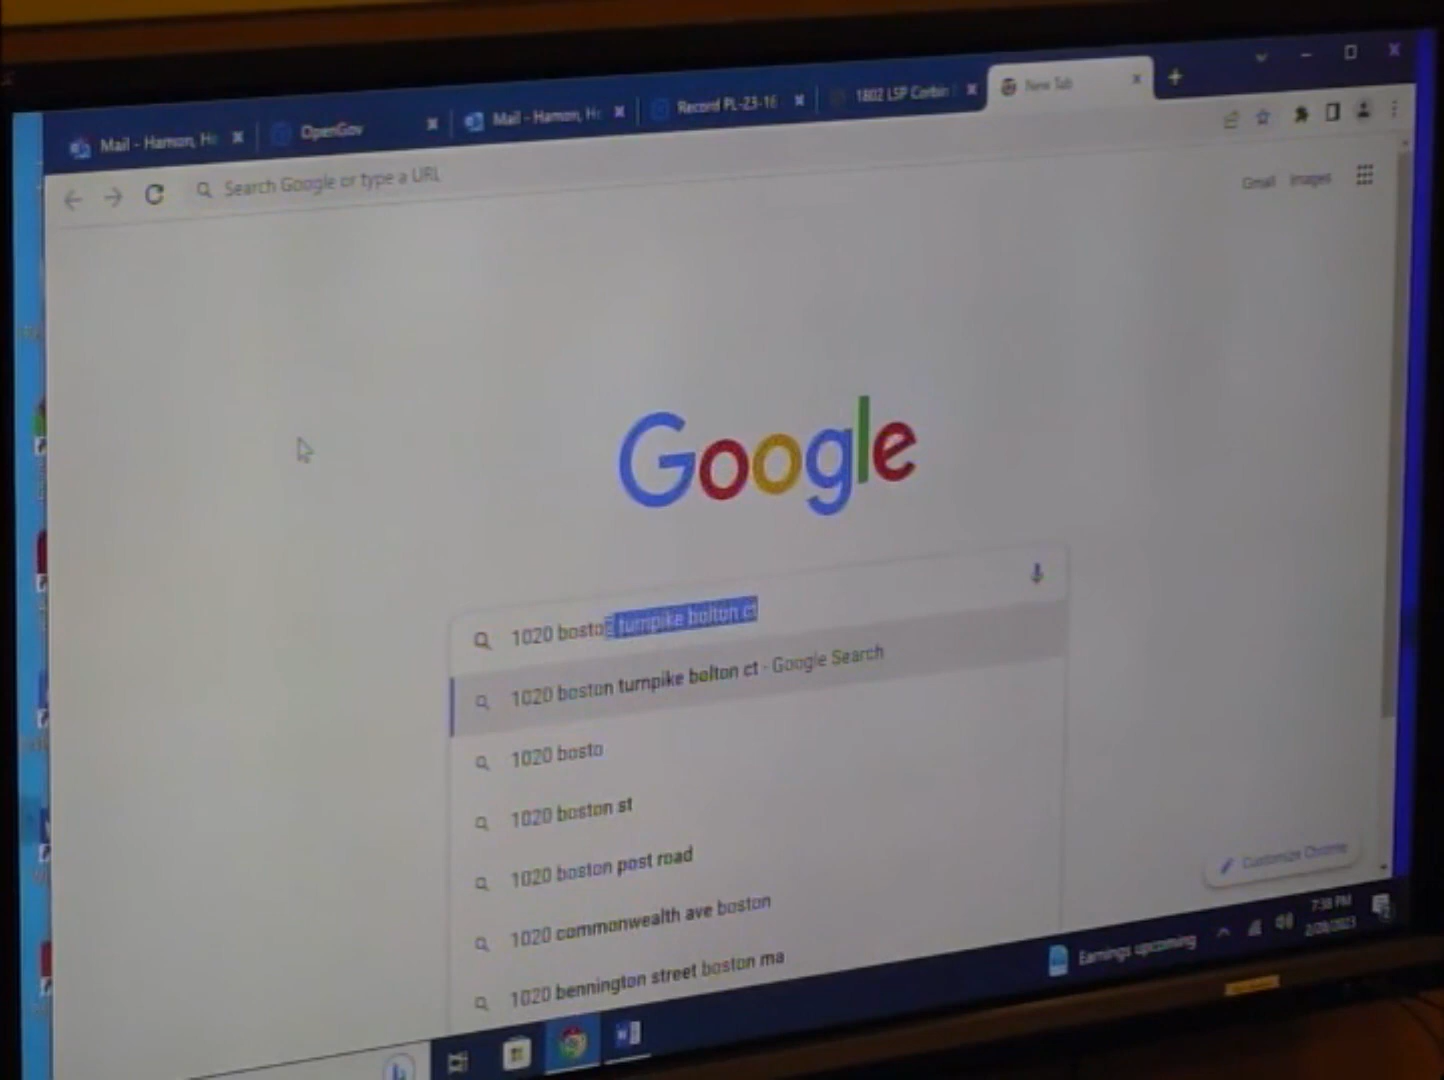 Mail - Hamon, He
OpenGov
Mail - Hamon, H
Record PL-23-16
1802 LSP Corbin
New Tab
Search Google or type a URL
Gmail Images
Google
1020 boston turnpike bolton ct
1020 boston turnpike bolton ct - Google Search
1020 bosto
1020 boston st
1020 boston post road
1020 commonwealth ave boston
1020 bennington street boston ma
Customize Chrome
Earnings upcoming
7:38 PM